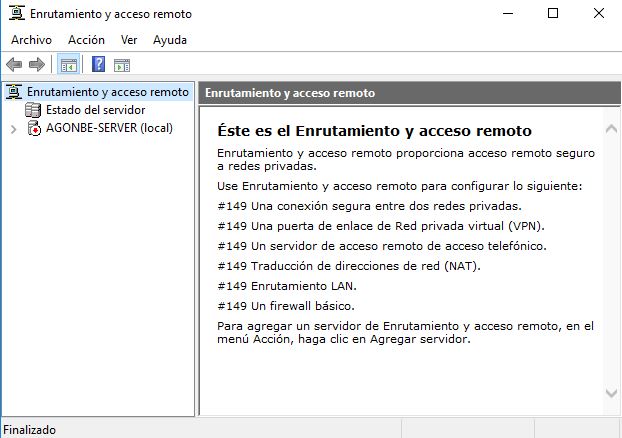 Enrutamiento y acceso remoto
Archivo Acción Ver Ayuda
Enrutamiento y acceso remoto
Estado del servidor
AGONBE-SERVER (local)
Enrutamiento y acceso remoto
Éste es el Enrutamiento y acceso remoto
Enrutamiento y acceso remoto proporciona acceso remoto seguro
a redes privadas.
Use Enrutamiento y acceso remoto para configurar lo siguiente:
#149 Una conexión segura entre dos redes privadas.
#149 Una puerta de enlace de Red privada virtual (VPN).
#149 Un servidor de acceso remoto de acceso telefónico.
#149 Traducción de direcciones de red (NAT).
#149 Enrutamiento LAN.
#149 Un firewall básico.
Para agregar un servidor de Enrutamiento y acceso remoto, en el
menú Acción, haga clic en Agregar servidor.
Finalizado